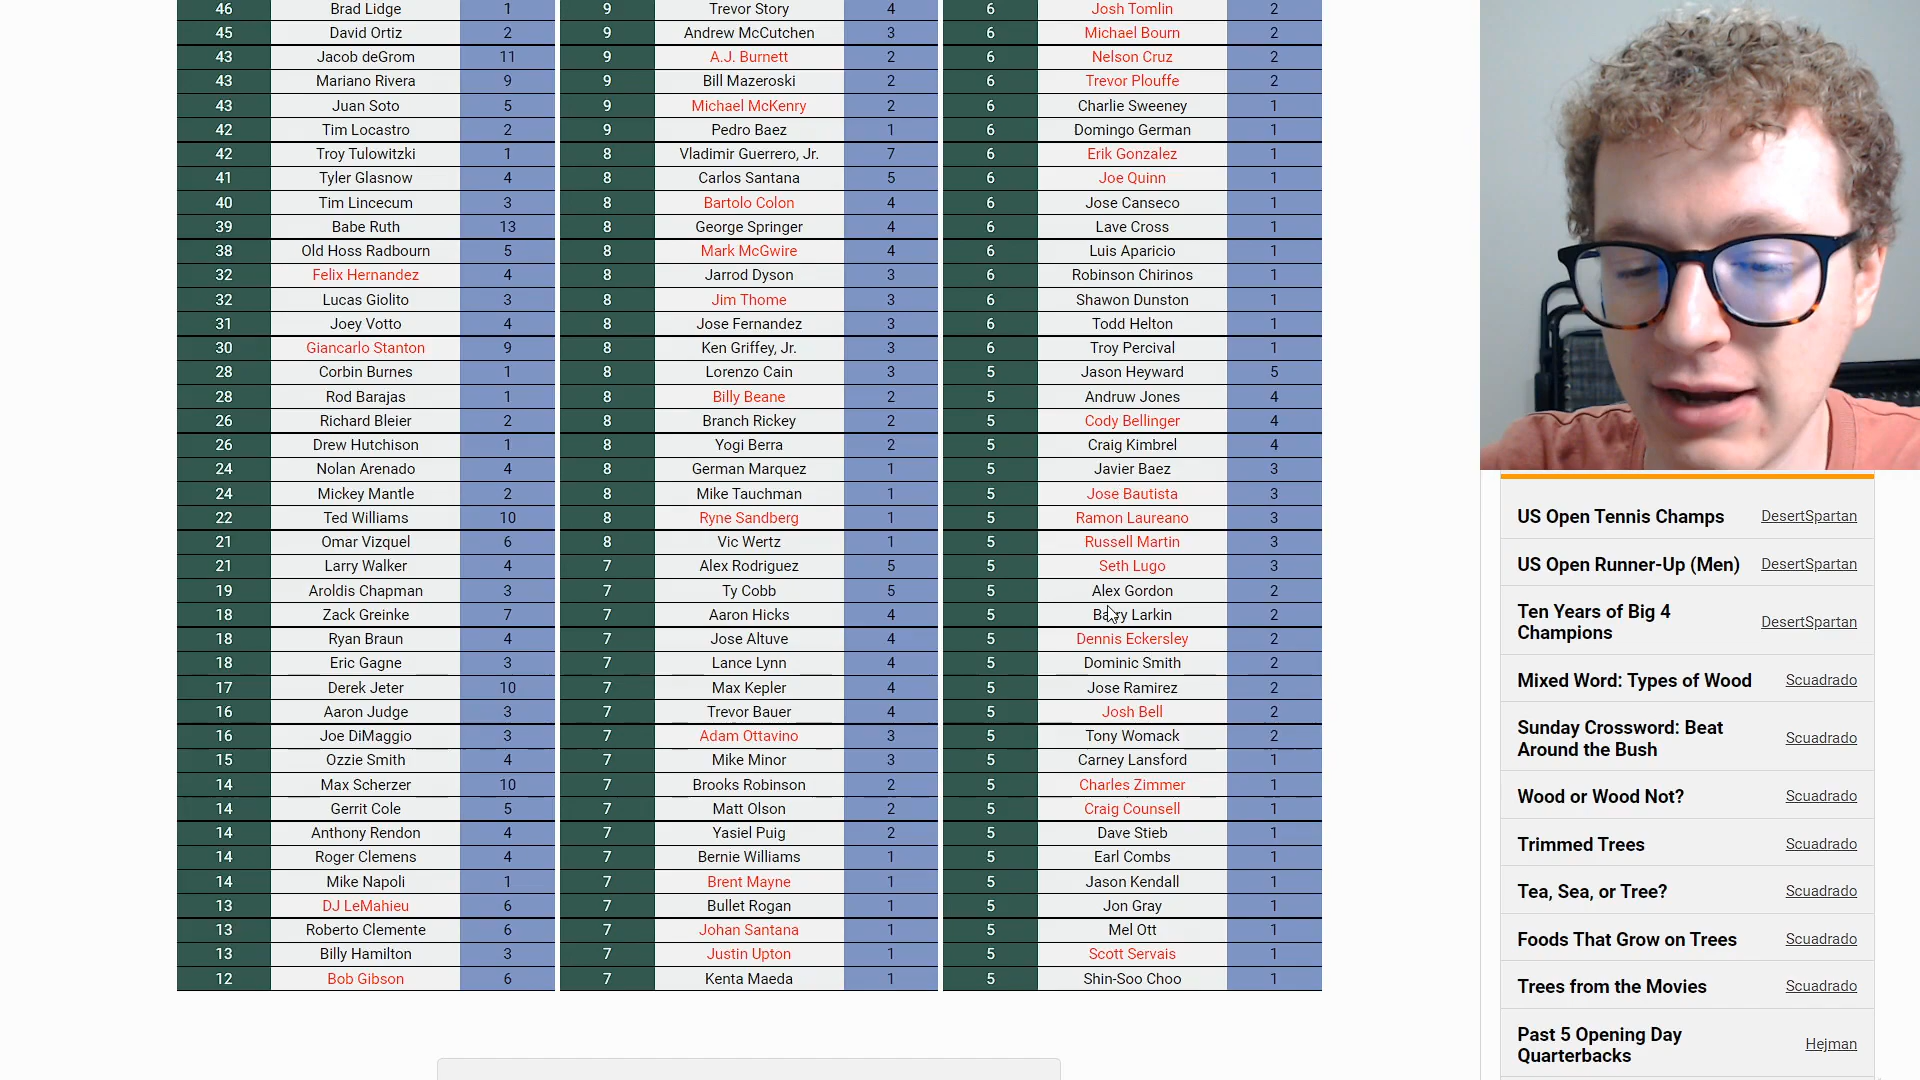 46 Brad Lidge 1 9 Trevor Story 4 6 Josh Tomlin 2
45 David Ortiz 2 9 Andrew McCutchen 3 6 Michael Bourn 2
43 Jacob deGrom 11 9 A.J. Burnett 2 6 Nelson Cruz 2
43 Mariano Rivera 9 9 Bill Mazeroski 2 6 Trevor Plouffe 2
43 Juan Soto 5 9 Michael McKenry 2 6 Charlie Sweeney 1
42 Tim Locastro 2 9 Pedro Baez 1 6 Domingo German 1
42 Troy Tulowitzki 1 8 Vladimir Guerrero, Jr. 7 6 Erik Gonzalez 1
41 Tyler Glasnow 4 8 Carlos Santana 5 6 Joe Quinn 1
40 Tim Lincecum 3 8 Bartolo Colon 4 6 Jose Canseco 1
39 Babe Ruth 13 8 George Springer 4 6 Lave Cross 1
38 Old Hoss Radbourn 5 8 Mark McGwire 4 6 Luis Aparicio 1
32 Felix Hernandez 4 8 Jarrod Dyson 3 6 Robinson Chirinos 1
32 Lucas Giolito 3 8 Jim Thome 3 6 Shawon Dunston 1
31 Joey Votto 4 8 Jose Fernandez 3 6 Todd Helton 1
30 Giancarlo Stanton 9 8 Ken Griffey, Jr. 3 6 Troy Percival 1
28 Corbin Burnes 1 8 Lorenzo Cain 3 5 Jason Heyward 5
28 Rod Barajas 1 8 Billy Beane 2 5 Andruw Jones 4
26 Richard Bleier 2 8 Branch Rickey 2 5 Cody Bellinger 4
26 Drew Hutchison 1 8 Yogi Berra 2 5 Craig Kimbrel 4
24 Nolan Arenado 4 8 German Marquez 1 5 Javier Baez 3
24 Mickey Mantle 2 8 Mike Tauchman 1 5 Jose Bautista 3
22 Ted Williams 10 8 Ryne Sandberg 1 5 Ramon Laureano 3
21 Omar Vizquel 6 8 Vic Wertz 1 5 Russell Martin 3
21 Larry Walker 4 7 Alex Rodriguez 5 5 Seth Lugo 3
19 Aroldis Chapman 3 7 Ty Cobb 5 5 Alex Gordon 2
18 Zack Greinke 7 7 Aaron Hicks 4 5 Barry Larkin 2
18 Ryan Braun 4 7 Jose Altuve 4 5 Dennis Eckersley 2
18 Eric Gagne 3 7 Lance Lynn 4 5 Dominic Smith 2
17 Derek Jeter 10 7 Max Kepler 4 5 Jose Ramirez 2
16 Aaron Judge 3 7 Trevor Bauer 4 5 Josh Bell 2
16 Joe DiMaggio 3 7 Adam Ottavino 3 5 Tony Womack 2
15 Ozzie Smith 4 7 Mike Minor 3 5 Carney Lansford 1
14 Max Scherzer 10 7 Brooks Robinson 2 5 Charles Zimmer 1
14 Gerrit Cole 5 7 Matt Olson 2 5 Craig Counsell 1
14 Anthony Rendon 4 7 Yasiel Puig 2 5 Dave Stieb 1
14 Roger Clemens 4 7 Bernie Williams 1 5 Earl Combs 1
14 Mike Napoli 1 7 Brent Mayne 1 5 Jason Kendall 1
13 DJ LeMahieu 6 7 Bullet Rogan 1 5 Jon Gray 1
13 Roberto Clemente 6 7 Johan Santana 1 5 Mel Ott 1
13 Billy Hamilton 3 7 Justin Upton 1 5 Scott Servais 1
12 Bob Gibson 6 7 Kenta Maeda 1 5 Shin-Soo Choo 1
US Open Tennis Champs DesertSpartan
US Open Runner-Up (Men) DesertSpartan
Ten Years of Big 4
Champions DesertSpartan
Mixed Word: Types of Wood Scuadrado
Sunday Crossword: Beat
Around the Bush Scuadrado
Wood or Wood Not? Scuadrado
Trimmed Trees Scuadrado
Tea, Sea, or Tree? Scuadrado
Foods That Grow on Trees Scuadrado
Trees from the Movies Scuadrado
Past 5 Opening Day
Quarterbacks Hejman